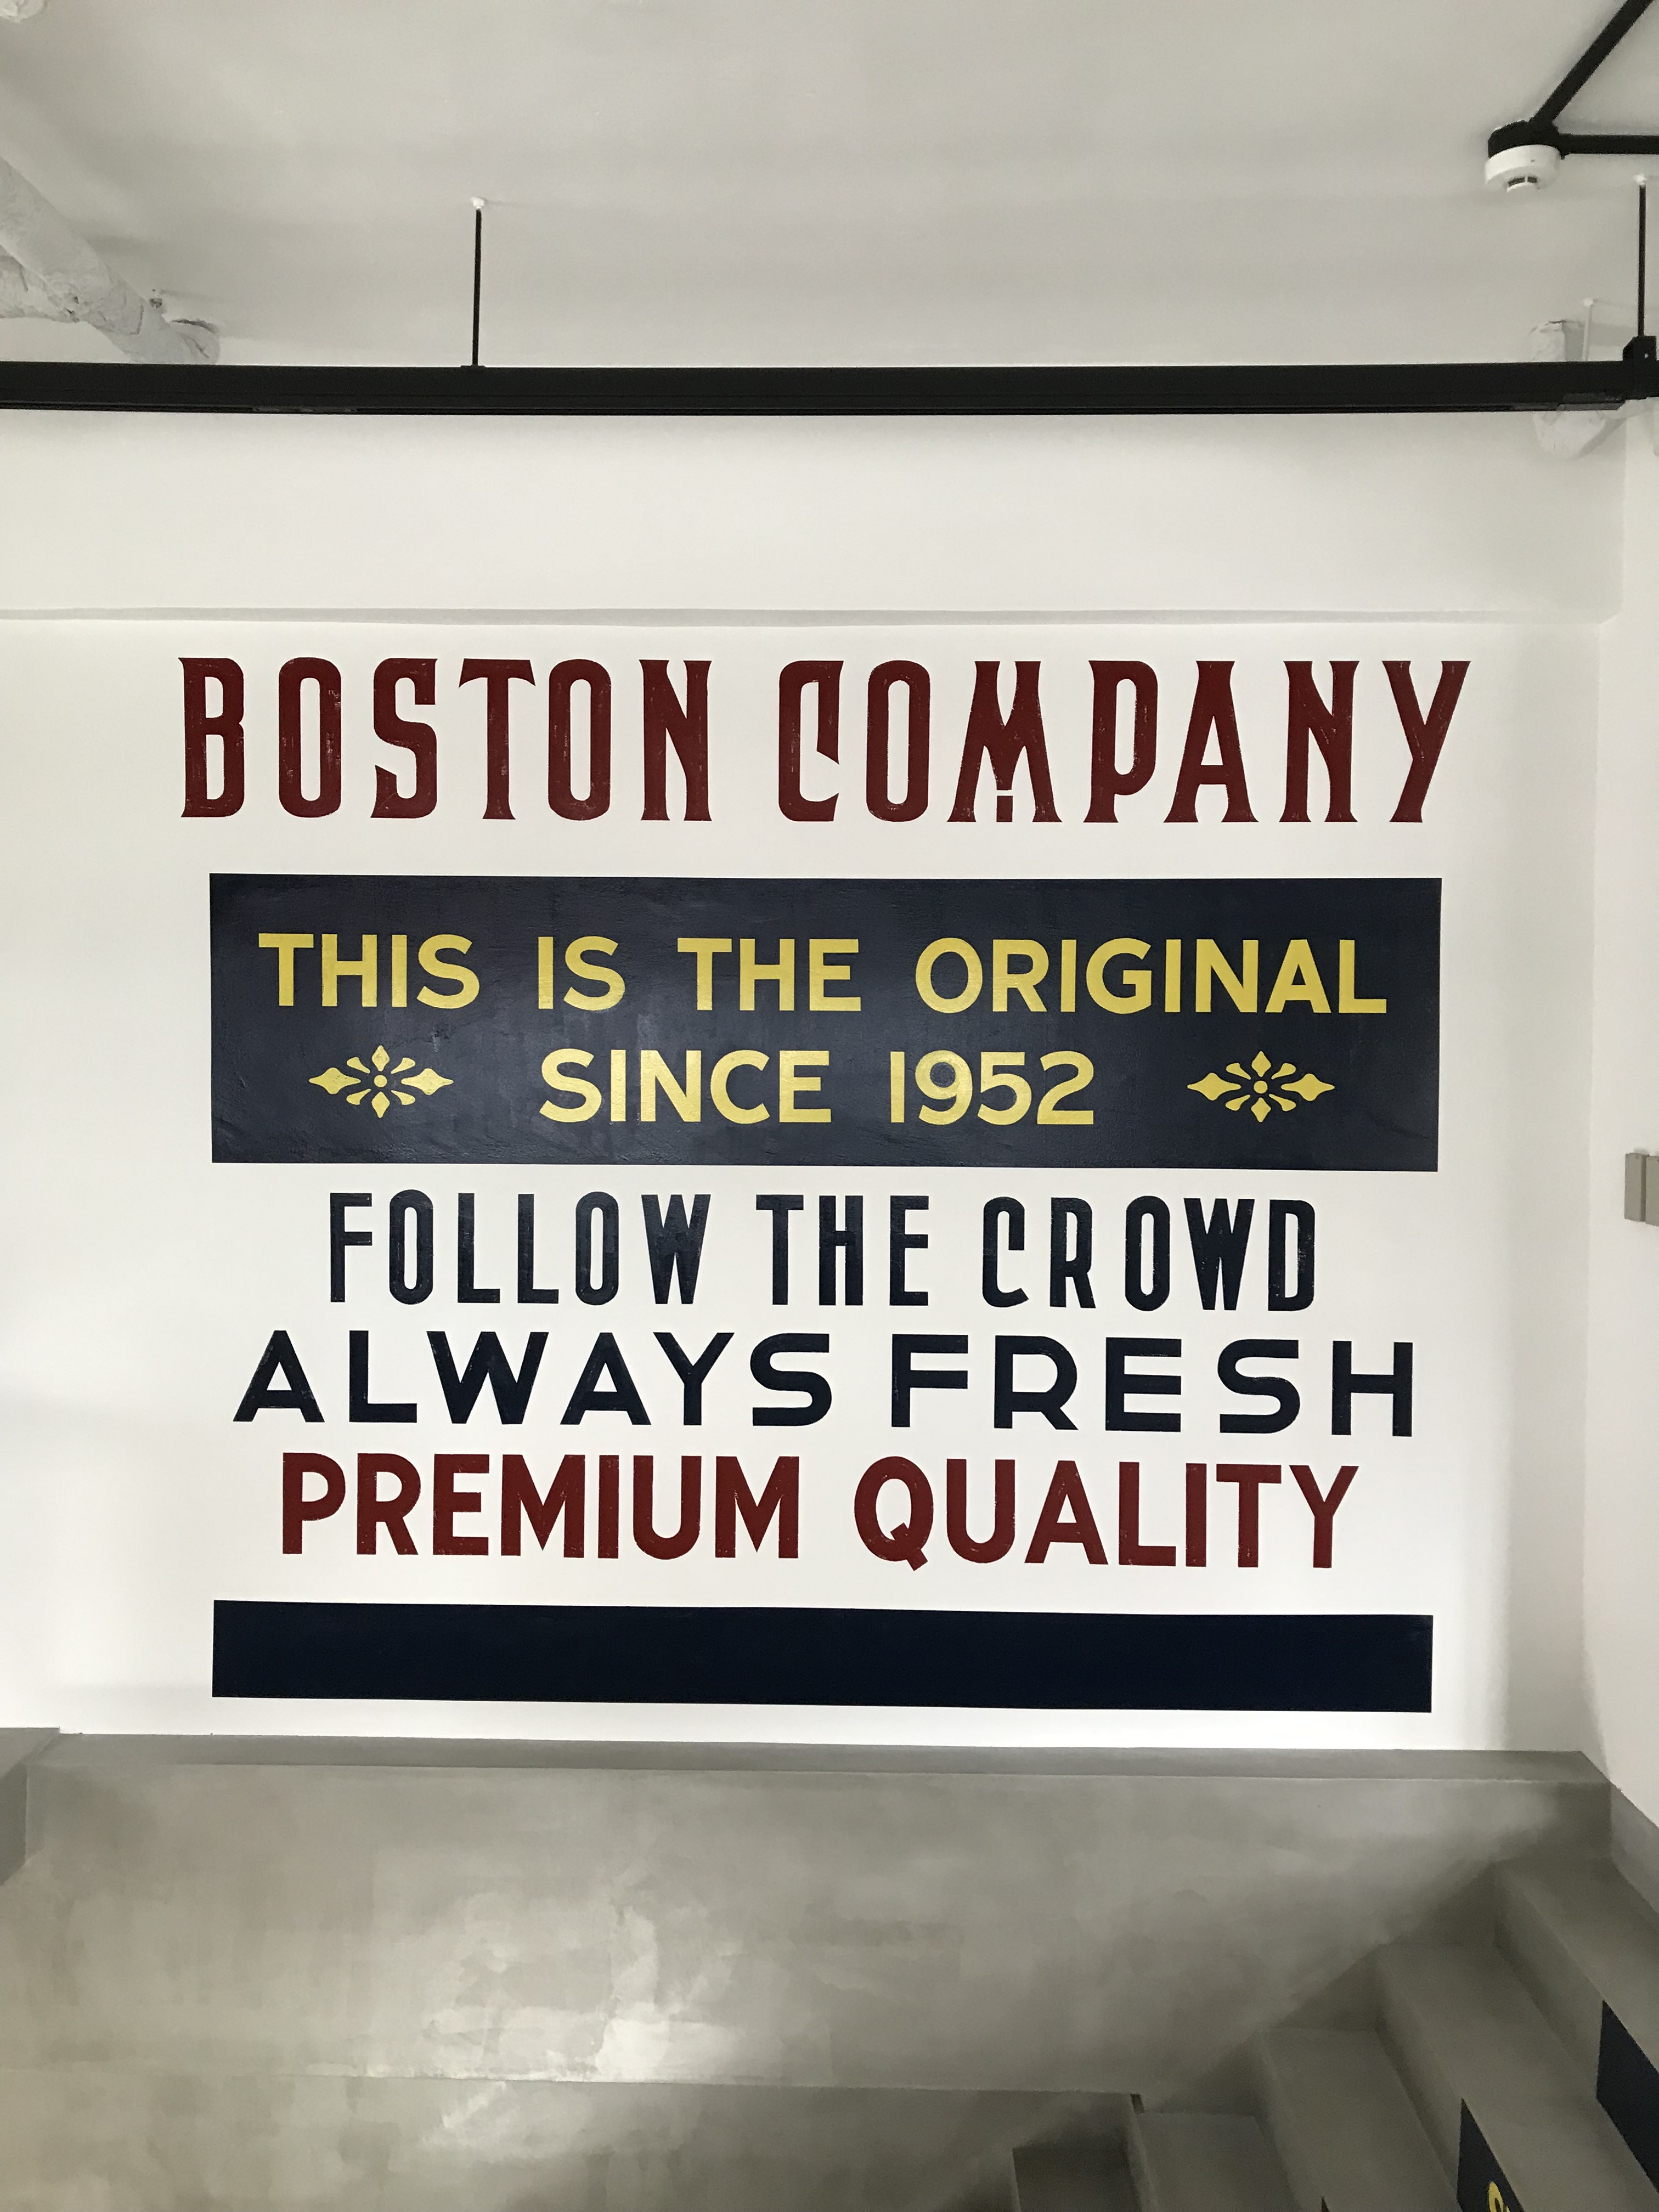 BOSTON COMPANY
THIS IS THE ORIGINAL
SINCE 1952
FOLLOW THE CROWD
ALWAYS FRESH
PREMIUM QUALITY